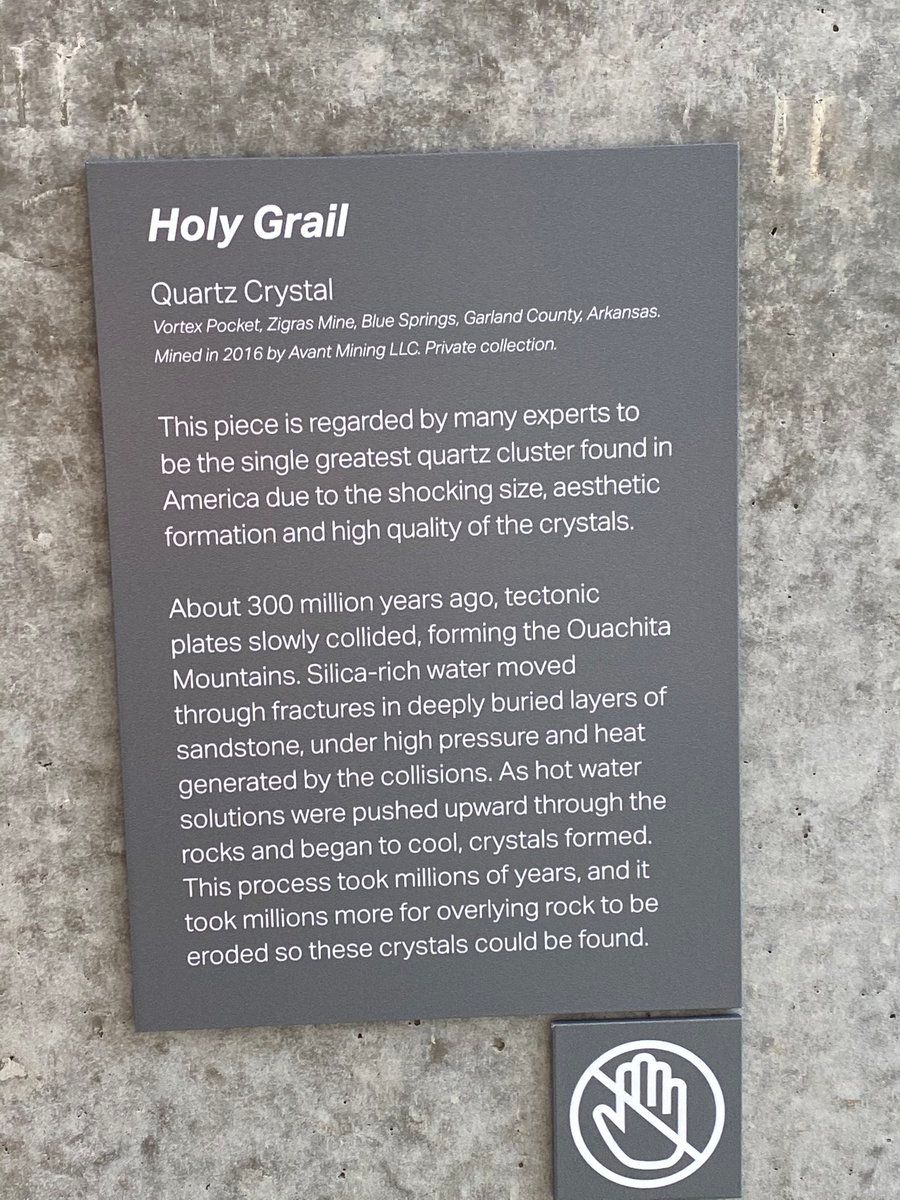 Holy Grail
Quartz Crystal
Vortex Pocket, Zigras Mine, Blue Springs, Garland County, Arkansas.
Mined in 2016 by Avant Mining LLC. Private collection.
This piece is regarded by many experts to
be the single greatest quartz cluster found in
America due to the shocking size, aesthetic
formation and high quality of the crystals.
About 300 million years ago, tectonic
plates slowly collided, forming the Ouachita
Mountains. Silica-rich water moved
through fractures in deeply buried layers of
sandstone, under high pressure and heat
generated by the collisions. As hot water
solutions were pushed upward through the
rocks and began to cool, crystals formed.
This process took millions of years, and it
took millions more for overlying rock to be
eroded so these crystals could be found.